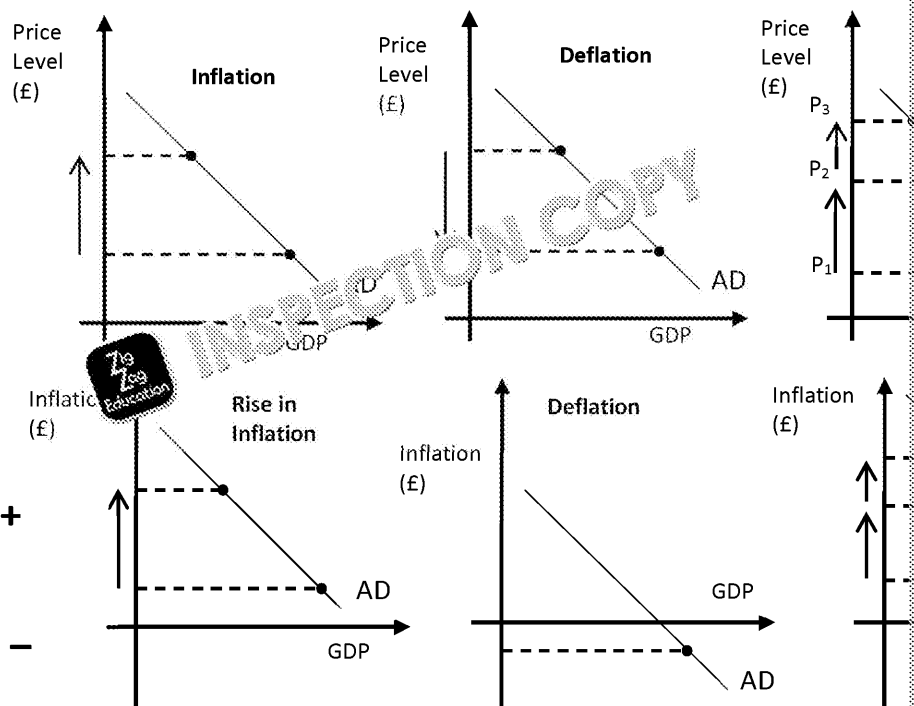 Price
Level
(£)
Inflation
AD
GDP
Price
Level
(£)
Deflation
AD
GDP
Price
Level
(£)
P3
P2
P1
INSPECTION COPY
Zig
Zag
Education
(£)
Rise in
Inflation
+
–
AD
GDP
Inflation
(£)
Deflation
GDP
AD
Inflation
(£)